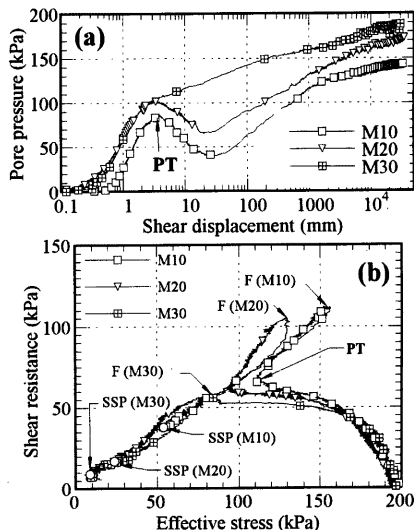 (a)
Pore pressure (kPa)
200
150
100
50
0
PT
M10
M20
M30
0.1 1 10 100 1000 10⁴
Shear displacement (mm)
(b)
Shear resistance (kPa)
150
100
50
0
M10
M20
M30
F (M10)
F (M20)
PT
F (M30)
SSP (M30)
SSP (M10)
SSP (M20)
0 50 100 150 200
Effective stress (kPa)